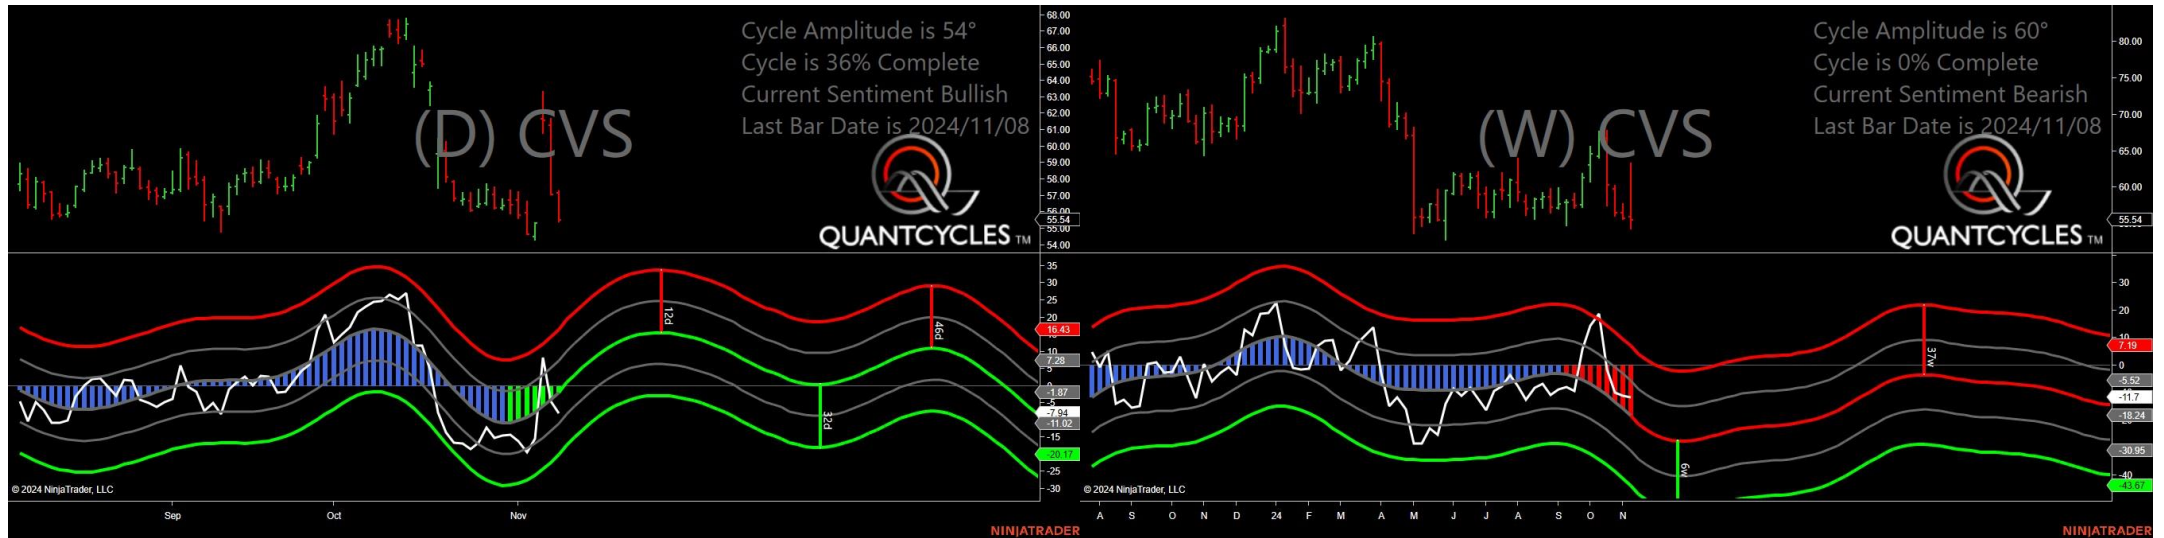 Cycle Amplitude is 54°
Cycle is 36% Complete
Current Sentiment Bullish
Last Bar Date is 2024/11/08
(D) CVS
QUANTCYCLES TM
68.00
67.00
66.00
65.00
64.00
63.00
62.00
61.00
60.00
59.00
58.00
57.00
56.00
55.54
55.00
54.00
35
30
25
20
16.43
10
7.28
5
0
-1.87
-7.94
-11.02
-15
-20.17
-25
-30
12d
32d
46d
© 2024 NinjaTrader, LLC
Sep Oct Nov
NINJATRADER
Cycle Amplitude is 60°
Cycle is 0% Complete
Current Sentiment Bearish
Last Bar Date is 2024/11/08
(W) CVS
QUANTCYCLES TM
80.00
75.00
70.00
65.00
60.00
55.54
30
20
10
7.19
0
-5.52
-11.7
-18.24
-30.95
-40
-43.67
37w
6w
© 2024 NinjaTrader, LLC
A S O N D 24 F M A M J J A S O N
NINJATRADER